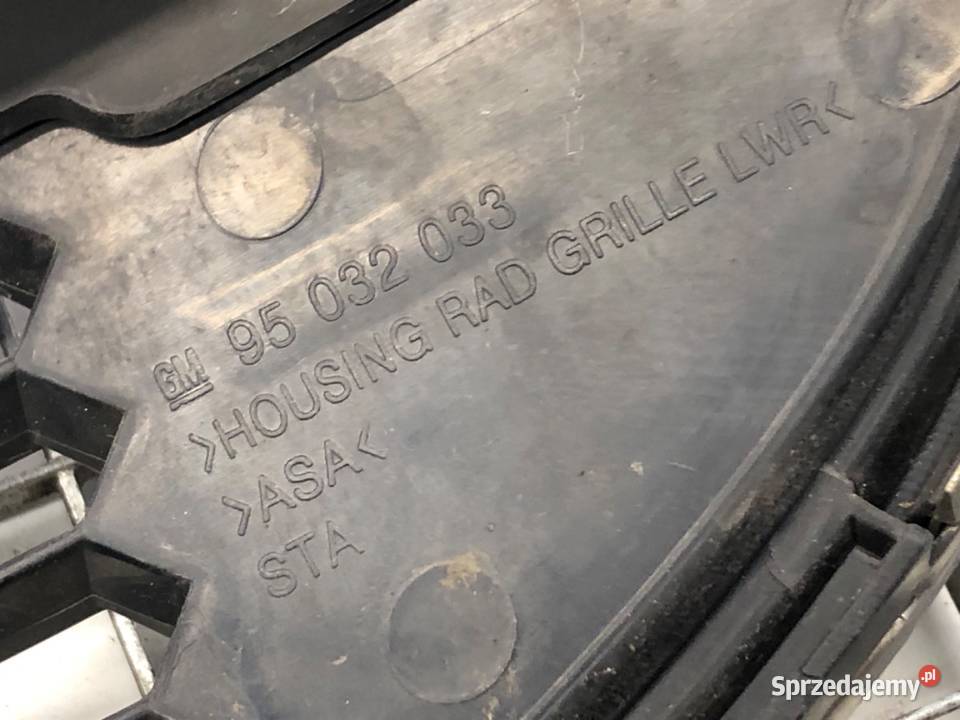 GM 95 032 033
>HOUSING RAD GRILLE LWR<
>ASA<
STA
Sprzedajemy.pl